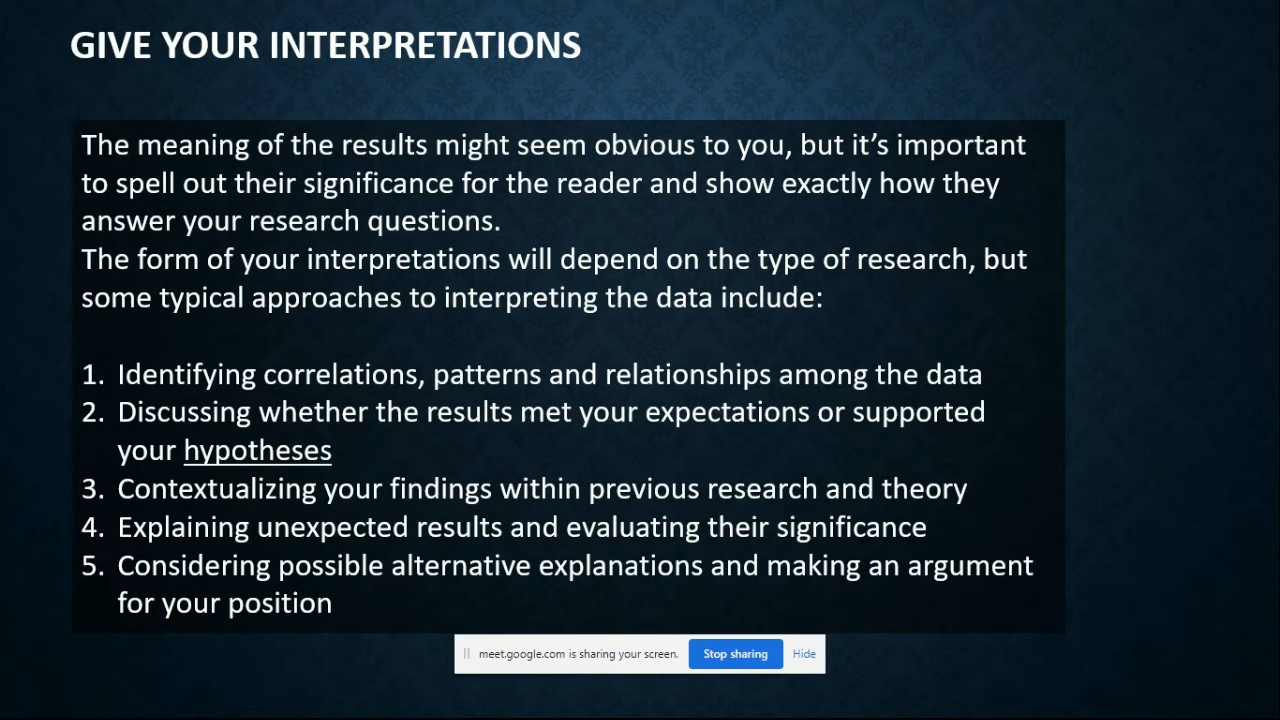 GIVE YOUR INTERPRETATIONS
The meaning of the results might seem obvious to you, but it’s important
to spell out their significance for the reader and show exactly how they
answer your research questions.
The form of your interpretations will depend on the type of research, but
some typical approaches to interpreting the data include:
1. Identifying correlations, patterns and relationships among the data
2. Discussing whether the results met your expectations or supported
your hypotheses
3. Contextualizing your findings within previous research and theory
4. Explaining unexpected results and evaluating their significance
5. Considering possible alternative explanations and making an argument
for your position
meet.google.com is sharing your screen. Stop sharing Hide